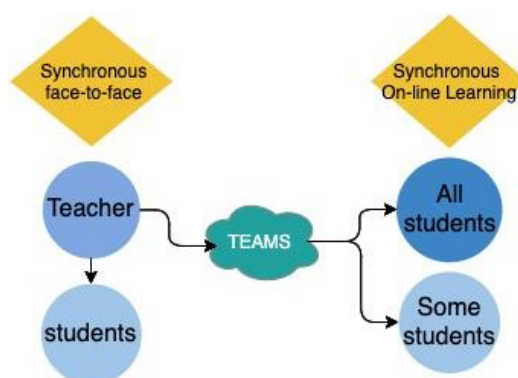 Synchronous
face-to-face
Synchronous
On-line Learning
Teacher
TEAMS
All
students
students
Some
students